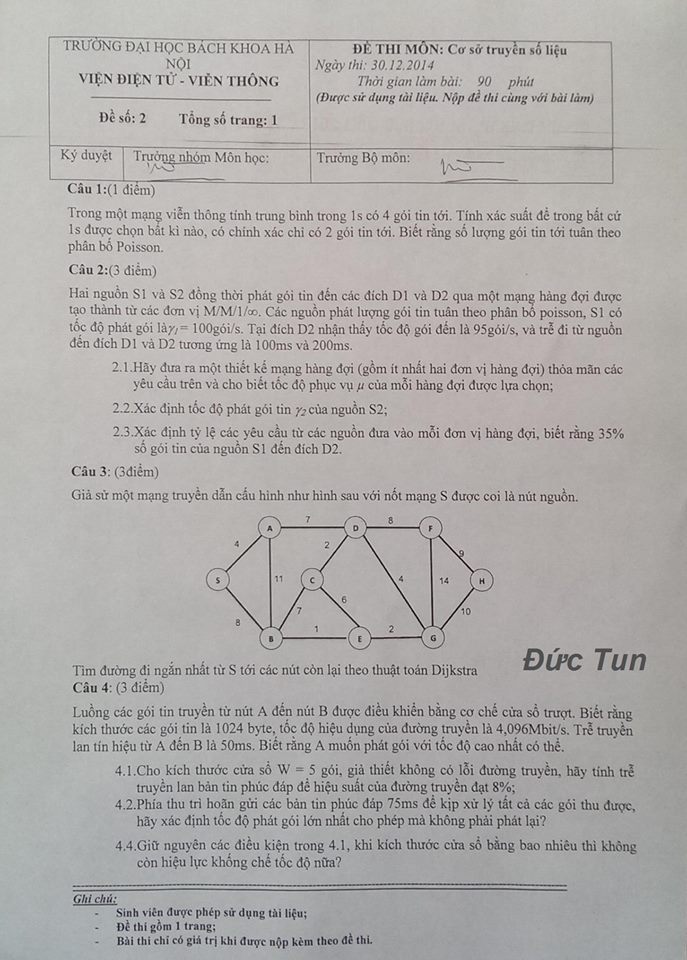 TRƯỜNG ĐẠI HỌC BÁCH KHOA HÀ
NỘI
VIỆN ĐIỆN TỬ - VIỄN THÔNG
Đề số: 2 Tổng số trang: 1
ĐỀ THI MÔN: Cơ sở truyền số liệu
Ngày thi: 30.12.2014
Thời gian làm bài: 90 phút
(Được sử dụng tài liệu. Nộp đề thi cùng với bài làm)
Ký duyệt Trưởng nhóm Môn học: Trưởng Bộ môn:
Câu 1:(1 điểm)
Trong một mạng viễn thông tính trung bình trong 1s có 4 gói tin tới. Tính xác suất để trong bất cứ
1s được chọn bất kì nào, có chính xác chỉ có 2 gói tin tới. Biết rằng số lượng gói tin tới tuân theo
phân bố Poisson.
Câu 2:(3 điểm)
Hai nguồn S1 và S2 đồng thời phát gói tin đến các đích D1 và D2 qua một mạng hàng đợi được
tạo thành từ các đơn vị M/M/1/∞. Các nguồn phát lượng gói tin tuân theo phân bố poisson, S1 có
tốc độ phát gói là γ1 = 100gói/s. Tại đích D2 nhận thấy tốc độ gói đến là 95gói/s, và trễ đi từ nguồn
đến đích D1 và D2 tương ứng là 100ms và 200ms.
2.1.Hãy đưa ra một thiết kế mạng hàng đợi (gồm ít nhất hai đơn vị hàng đợi) thỏa mãn các
yêu cầu trên và cho biết tốc độ phục vụ μ của mỗi hàng đợi được lựa chọn;
2.2.Xác định tốc độ phát gói tin γ2 của nguồn S2;
2.3.Xác định tỷ lệ các yêu cầu từ các nguồn đưa vào mỗi đơn vị hàng đợi, biết rằng 35%
số gói tin của nguồn S1 đến đích D2.
Câu 3: (3điểm)
Giả sử một mạng truyền dẫn cấu hình như hình sau với nốt mạng S được coi là nút nguồn.
A 7 D 8 F
4 2 9
S 11 C 4 14 H
6
8 7 10
1 2
B E G
Đức Tun
Tìm đường đi ngắn nhất từ S tới các nút còn lại theo thuật toán Dijkstra
Câu 4: (3 điểm)
Luồng các gói tin truyền từ nút A đến nút B được điều khiển bằng cơ chế cửa sổ trượt. Biết rằng
kích thước các gói tin là 1024 byte, tốc độ hiệu dụng của đường truyền là 4,096Mbit/s. Trễ truyền
lan tín hiệu từ A đến B là 50ms. Biết rằng A muốn phát gói với tốc độ cao nhất có thể.
4.1.Cho kích thước cửa sổ W = 5 gói, giả thiết không có lỗi đường truyền, hãy tính trễ
truyền lan bản tin phúc đáp để hiệu suất của đường truyền đạt 8%;
4.2.Phía thu trì hoãn gửi các bản tin phúc đáp 75ms để kịp xử lý tất cả các gói thu được,
hãy xác định tốc độ phát gói lớn nhất cho phép mà không phải phát lại?
4.4.Giữ nguyên các điều kiện trong 4.1, khi kích thước cửa sổ bằng bao nhiêu thì không
còn hiệu lực khống chế tốc độ nữa?
Ghi chú:
- Sinh viên được phép sử dụng tài liệu;
- Đề thi gồm 1 trang;
- Bài thi chỉ có giá trị khi được nộp kèm theo đề thi.